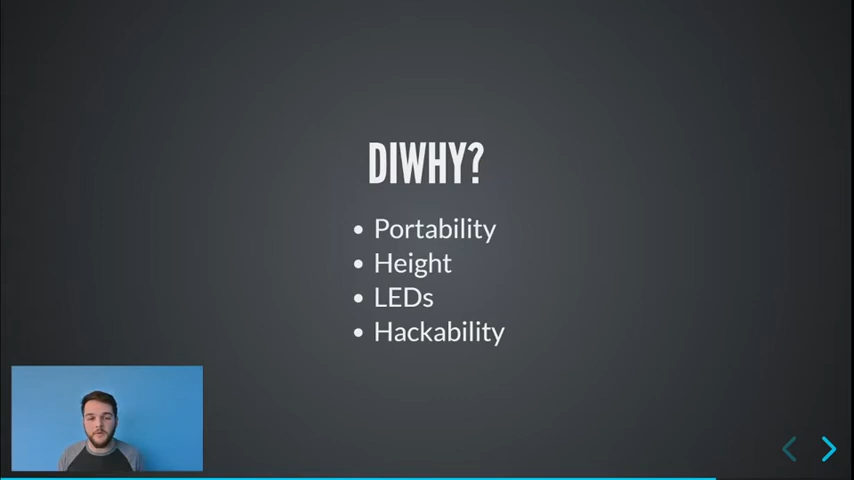 DIWHY?
• Portability
• Height
• LEDs
• Hackability